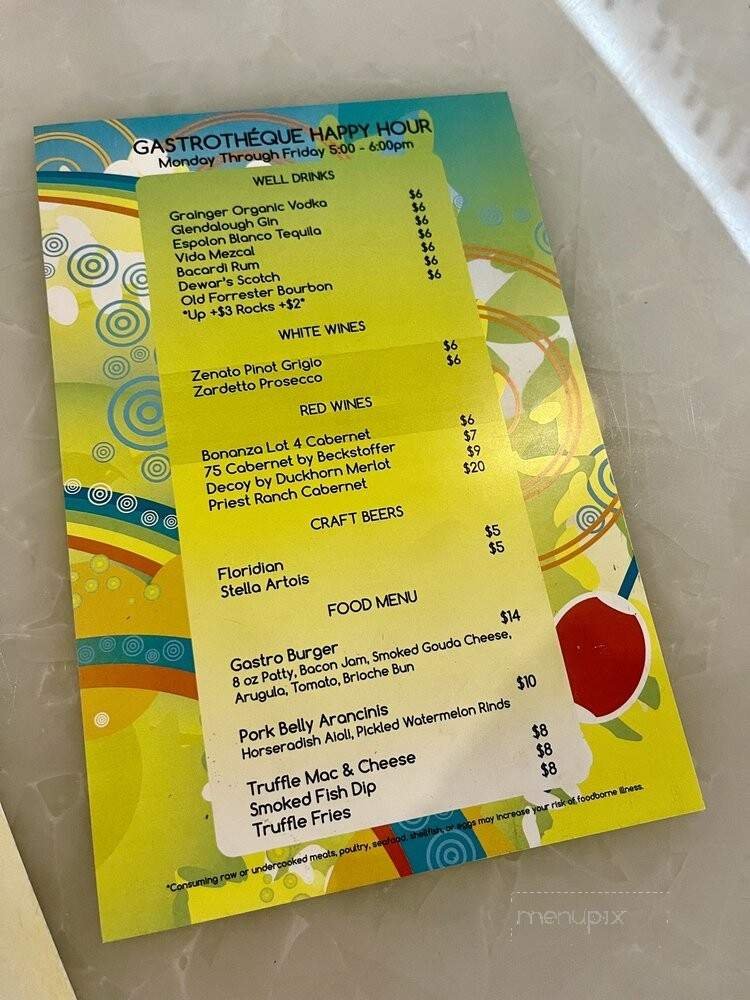 GASTROTHÉQUE HAPPY HOUR
Monday Through Friday 5:00 - 6:00pm
WELL DRINKS
Grainger Organic Vodka $6
Glendalough Gin $6
Espolon Blanco Tequila $6
Vida Mezcal $6
Bacardi Rum $6
Dewar's Scotch $6
Old Forrester Bourbon $6
*Up +$3 Rocks +$2*
WHITE WINES
Zenato Pinot Grigio $6
Zardetto Prosecco $6
RED WINES
Bonanza Lot 4 Cabernet $6
75 Cabernet by Beckstoffer $7
Decoy by Duckhorn Merlot $9
Priest Ranch Cabernet $20
CRAFT BEERS
Floridian $5
Stella Artois $5
FOOD MENU
Gastro Burger $14
8 oz Patty, Bacon Jam, Smoked Gouda Cheese,
Arugula, Tomato, Brioche Bun
Pork Belly Arancinis $10
Horseradish Aioli, Pickled Watermelon Rinds
Truffle Mac & Cheese $8
Smoked Fish Dip $8
Truffle Fries $8
*Consuming raw or undercooked meats, poultry, seafood, shellfish, or eggs may increase your risk of foodborne illness.
menupix